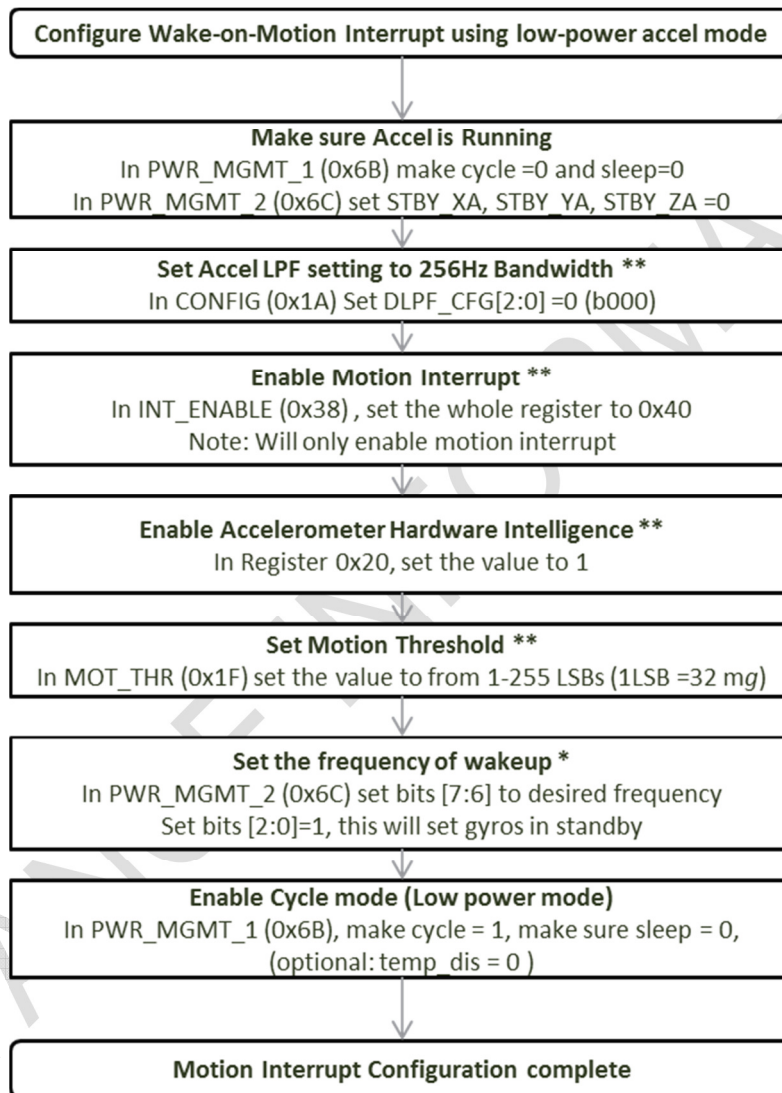 Configure Wake-on-Motion Interrupt using low-power accel mode
Make sure Accel is Running
In PWR_MGMT_1 (0x6B) make cycle =0 and sleep=0
In PWR_MGMT_2 (0x6C) set STBY_XA, STBY_YA, STBY_ZA =0
Set Accel LPF setting to 256Hz Bandwidth **
In CONFIG (0x1A) Set DLPF_CFG[2:0] =0 (b000)
Enable Motion Interrupt **
In INT_ENABLE (0x38) , set the whole register to 0x40
Note: Will only enable motion interrupt
Enable Accelerometer Hardware Intelligence **
In Register 0x20, set the value to 1
Set Motion Threshold **
In MOT_THR (0x1F) set the value to from 1-255 LSBs (1LSB =32 mg)
Set the frequency of wakeup *
In PWR_MGMT_2 (0x6C) set bits [7:6] to desired frequency
Set bits [2:0]=1, this will set gyros in standby
Enable Cycle mode (Low power mode)
In PWR_MGMT_1 (0x6B), make cycle = 1, make sure sleep = 0,
(optional: temp_dis = 0 )
Motion Interrupt Configuration complete